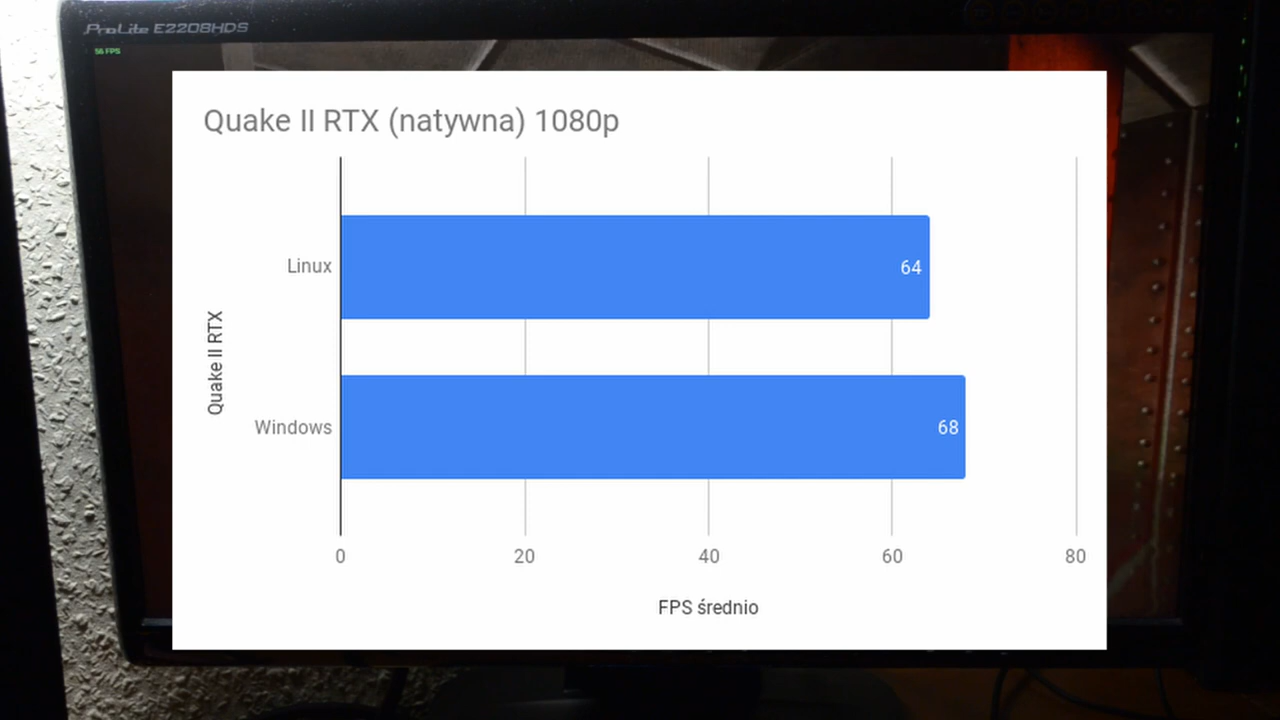 ProLite E2208HDS
56 FPS
Quake II RTX (natywna) 1080p
Quake II RTX
Linux
64
Windows
68
0 20 40 60 80
FPS średnio